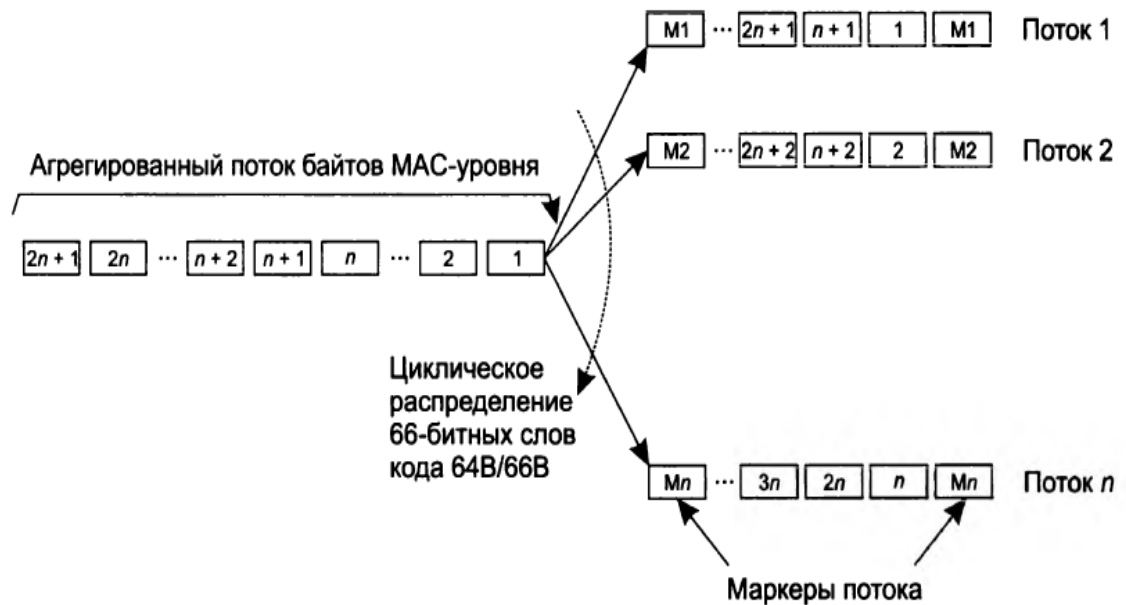 M1 ... 2n + 1 n + 1 1 M1 Поток 1
M2 ... 2n + 2 n + 2 2 M2 Поток 2
Агрегированный поток байтов МАС-уровня
2n + 1 2n ... n + 2 n + 1 n ... 2 1
Циклическое
распределение
66-битных слов
кода 64B/66B
Mn ... 3n 2n n Mn Поток n
Маркеры потока